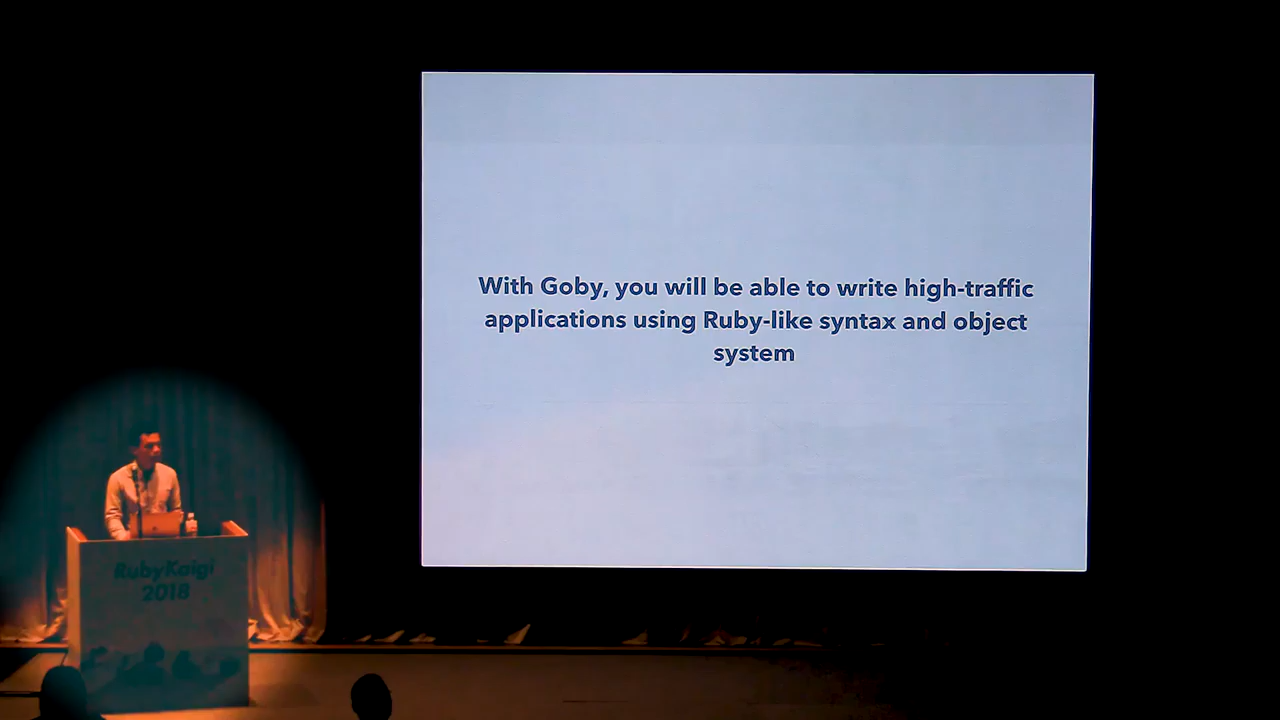 With Goby, you will be able to write high-traffic
applications using Ruby-like syntax and object
system
RubyKaigi
2018